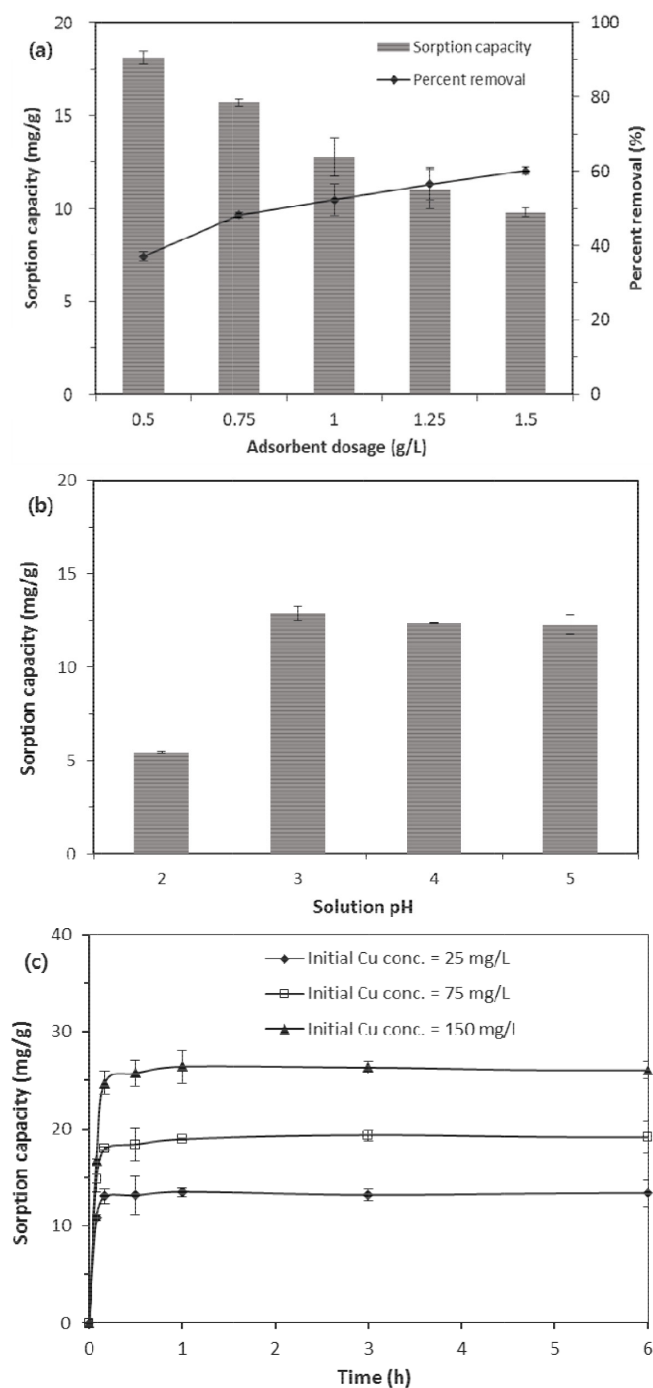 (a)
Sorption capacity
Percent removal
Sorption capacity (mg/g)
20
15
10
5
0
Percent removal (%)
100
80
60
40
20
0
0.5 0.75 1 1.25 1.5
Adsorbent dosage (g/L)
(b)
Sorption capacity (mg/g)
20
15
10
5
0
2 3 4 5
Solution pH
(c)
Initial Cu conc. = 25 mg/L
Initial Cu conc. = 75 mg/L
Initial Cu conc. = 150 mg/L
Sorption capacity (mg/g)
40
30
20
10
0
0 1 2 3 4 5 6
Time (h)